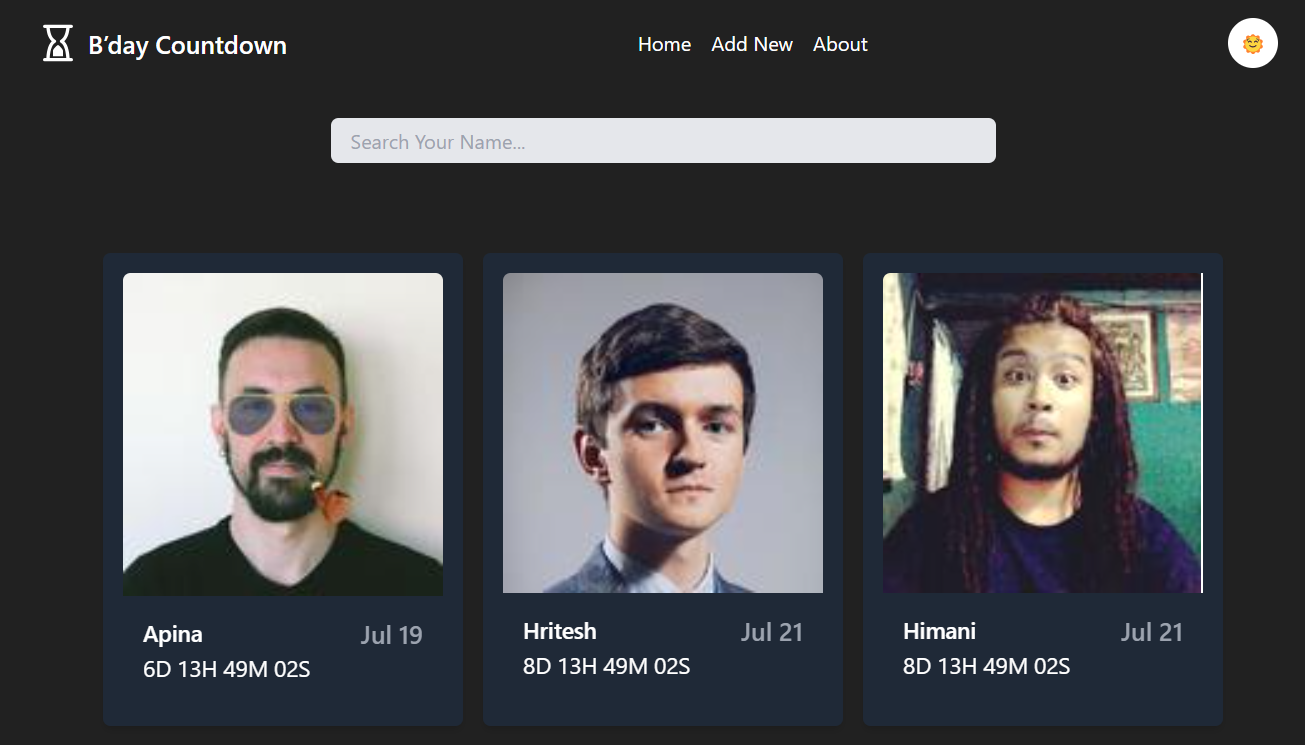 B’day Countdown
Home Add New About
Search Your Name...
Apina Jul 19
6D 13H 49M 02S
Hritesh Jul 21
8D 13H 49M 02S
Himani Jul 21
8D 13H 49M 02S